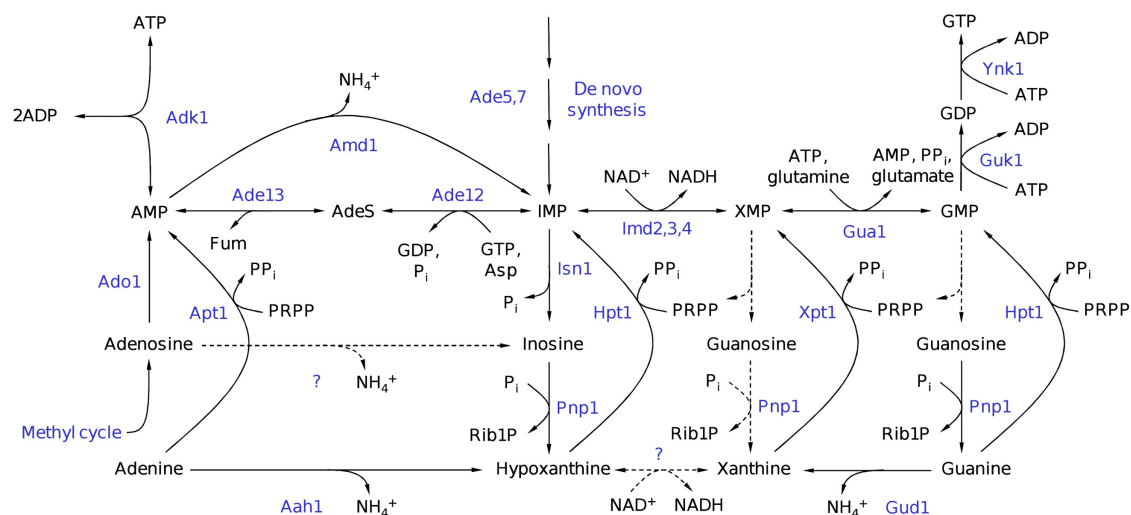 ATP
GTP
ADP
Ynk1
ATP
NH₄⁺
Ade5,7
De novo
synthesis
2ADP
Adk1
GDP
ADP
Guk1
ATP
Amd1
NAD⁺
NADH
ATP,
glutamine
AMP, PPᵢ,
glutamate
Ade13
Ade12
AMP
AdeS
IMP
XMP
GMP
Imd2,3,4
Gua1
Fum
GDP,
Pᵢ
GTP,
Asp
Ado1
PPᵢ
Apt1
PRPP
Isn1
Pᵢ
PPᵢ
Hpt1
PRPP
PPᵢ
Xpt1
PRPP
PPᵢ
Hpt1
PRPP
Adenosine
Inosine
Guanosine
Guanosine
?
NH₄⁺
Pᵢ
Pnp1
Rib1P
Pᵢ
Pnp1
Rib1P
Pᵢ
Pnp1
Rib1P
Methyl cycle
?
Adenine
Hypoxanthine
Xanthine
Guanine
Aah1
NH₄⁺
NAD⁺
NADH
NH₄⁺
Gud1